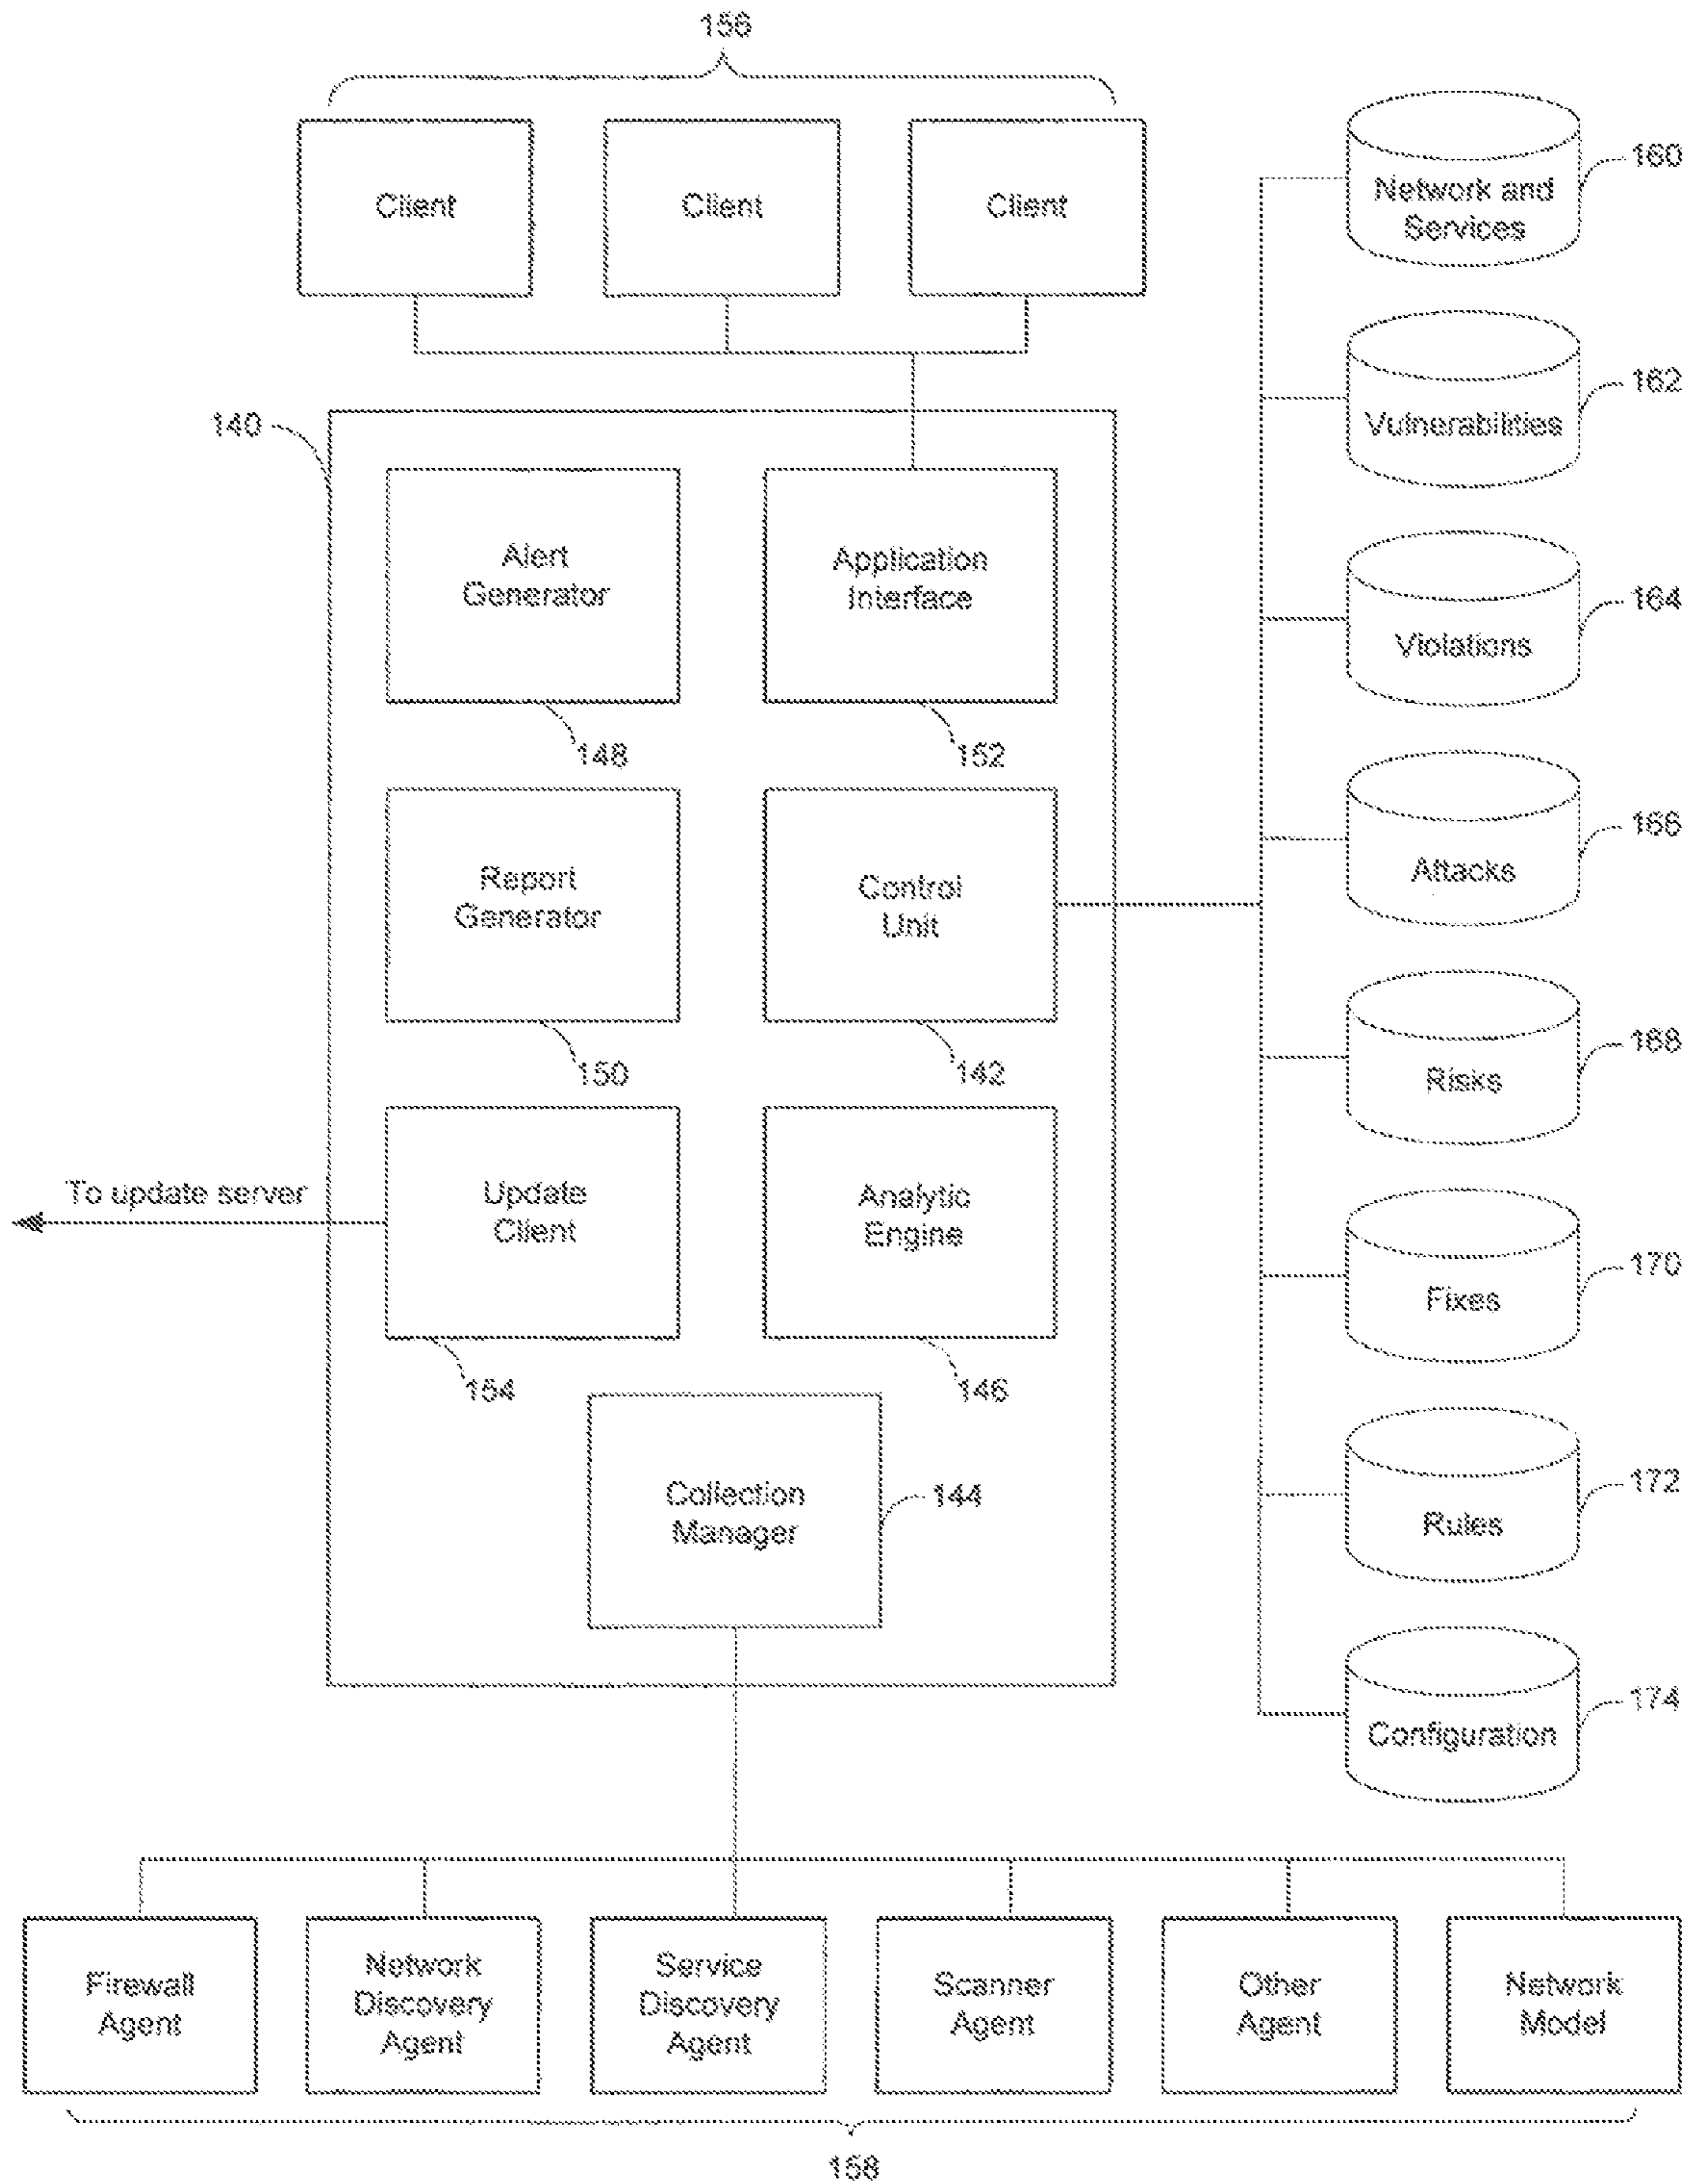 156
Client
Client
Client
160
Network and
Services
162
Vulnerabilities
140
Alert
Generator
Application
Interface
164
Violations
148
152
166
Attacks
Report
Generator
Control
Unit
150
142
168
Risks
To update server
Update
Client
Analytic
Engine
170
Fixes
154
146
Collection
Manager
144
172
Rules
174
Configuration
Firewall
Agent
Network
Discovery
Agent
Service
Discovery
Agent
Scanner
Agent
Other
Agent
Network
Model
158